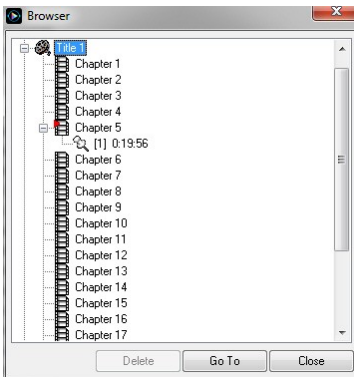 Browser
Title 1
Chapter 1
Chapter 2
Chapter 3
Chapter 4
Chapter 5
[1] 0:19:56
Chapter 6
Chapter 7
Chapter 8
Chapter 9
Chapter 10
Chapter 11
Chapter 12
Chapter 13
Chapter 14
Chapter 15
Chapter 16
Chapter 17
Delete Go To Close